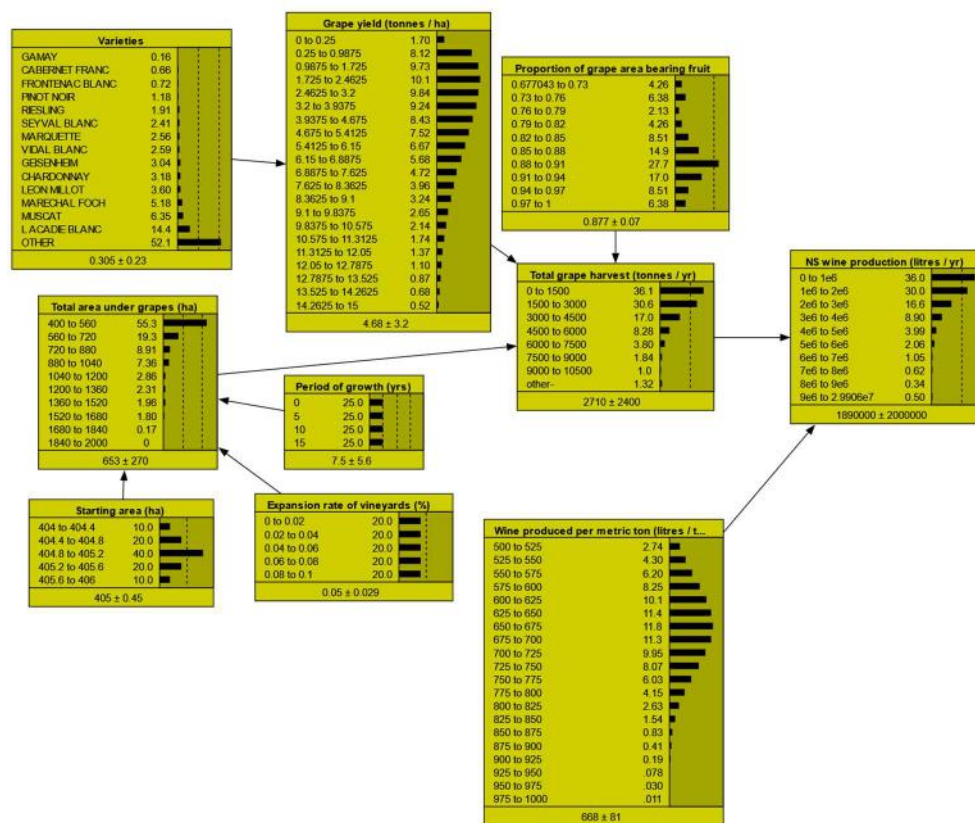 Varieties
GAMAY 0.16
CABERNET FRANC 0.66
FRONTENAC BLANC 0.72
PINOT NOIR 1.18
RIESLING 1.91
SEYVAL BLANC 2.41
MARQUETTE 2.56
VIDAL BLANC 2.59
GEISENHEIM 3.04
CHARDONNAY 3.18
LEON MILLOT 3.60
MARECHAL FOCH 5.18
MUSCAT 6.35
L ACADIE BLANC 14.4
OTHER 52.1
0.305 ± 0.23
Grape yield (tonnes / ha)
0 to 0.25 1.70
0.25 to 0.9875 8.12
0.9875 to 1.725 9.73
1.725 to 2.4625 10.1
2.4625 to 3.2 9.84
3.2 to 3.9375 9.24
3.9375 to 4.675 8.43
4.675 to 5.4125 7.52
5.4125 to 6.15 6.67
6.15 to 6.8875 5.68
6.8875 to 7.625 4.72
7.625 to 8.3625 3.96
8.3625 to 9.1 3.24
9.1 to 9.8375 2.65
9.8375 to 10.575 2.14
10.575 to 11.3125 1.74
11.3125 to 12.05 1.37
12.05 to 12.7875 1.10
12.7875 to 13.525 0.87
13.525 to 14.2625 0.68
14.2625 to 15 0.52
4.68 ± 3.2
Proportion of grape area bearing fruit
0.677043 to 0.73 4.26
0.73 to 0.76 6.38
0.76 to 0.79 2.13
0.79 to 0.82 4.26
0.82 to 0.85 8.51
0.85 to 0.88 14.9
0.88 to 0.91 27.7
0.91 to 0.94 17.0
0.94 to 0.97 8.51
0.97 to 1 6.38
0.877 ± 0.07
Total area under grapes (ha)
400 to 560 55.3
560 to 720 19.3
720 to 880 8.91
880 to 1040 7.36
1040 to 1200 2.86
1200 to 1360 2.31
1360 to 1520 1.96
1520 to 1680 1.80
1680 to 1840 0.17
1840 to 2000 0
653 ± 270
Total grape harvest (tonnes / yr)
0 to 1500 36.1
1500 to 3000 30.6
3000 to 4500 17.0
4500 to 6000 8.28
6000 to 7500 3.80
7500 to 9000 1.84
9000 to 10500 1.0
other- 1.32
2710 ± 2400
NS wine production (litres / yr)
0 to 1e6 36.0
1e6 to 2e6 30.0
2e6 to 3e6 16.6
3e6 to 4e6 8.90
4e6 to 5e6 3.99
5e6 to 6e6 2.06
6e6 to 7e6 1.05
7e6 to 8e6 0.62
8e6 to 9e6 0.34
9e6 to 2.9906e7 0.50
1890000 ± 2000000
Period of growth (yrs)
0 25.0
5 25.0
10 25.0
15 25.0
7.5 ± 5.6
Starting area (ha)
404 to 404.4 10.0
404.4 to 404.8 20.0
404.8 to 405.2 40.0
405.2 to 405.6 20.0
405.6 to 406 10.0
405 ± 0.45
Expansion rate of vineyards (%)
0 to 0.02 20.0
0.02 to 0.04 20.0
0.04 to 0.06 20.0
0.06 to 0.08 20.0
0.08 to 0.1 20.0
0.05 ± 0.029
Wine produced per metric ton (litres / t...
500 to 525 2.74
525 to 550 4.30
550 to 575 6.20
575 to 600 8.25
600 to 625 10.1
625 to 650 11.4
650 to 675 11.8
675 to 700 11.3
700 to 725 9.95
725 to 750 8.07
750 to 775 6.03
775 to 800 4.15
800 to 825 2.63
825 to 850 1.54
850 to 875 0.83
875 to 900 0.41
900 to 925 0.19
925 to 950 .078
950 to 975 .030
975 to 1000 .011
668 ± 81